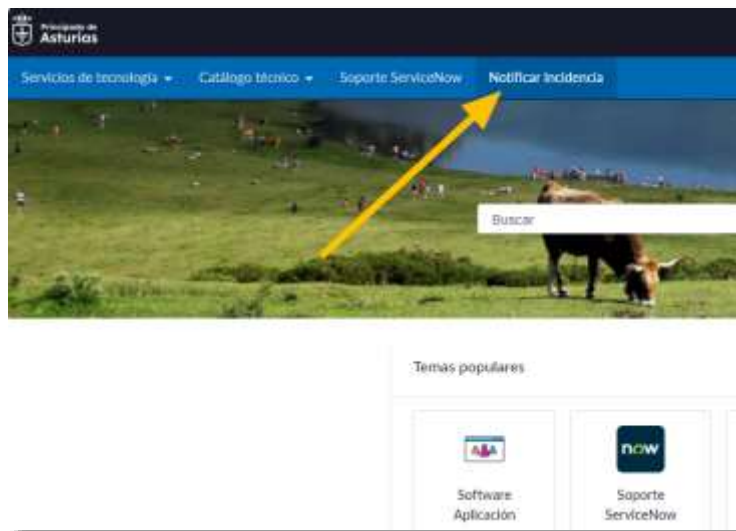 Principado de
Asturias
Servicios de tecnología
Catálogo técnico
Soporte ServiceNow
Notificar Incidencia
Buscar
Temas populares
now
Software
Aplicación
Soporte
ServiceNow